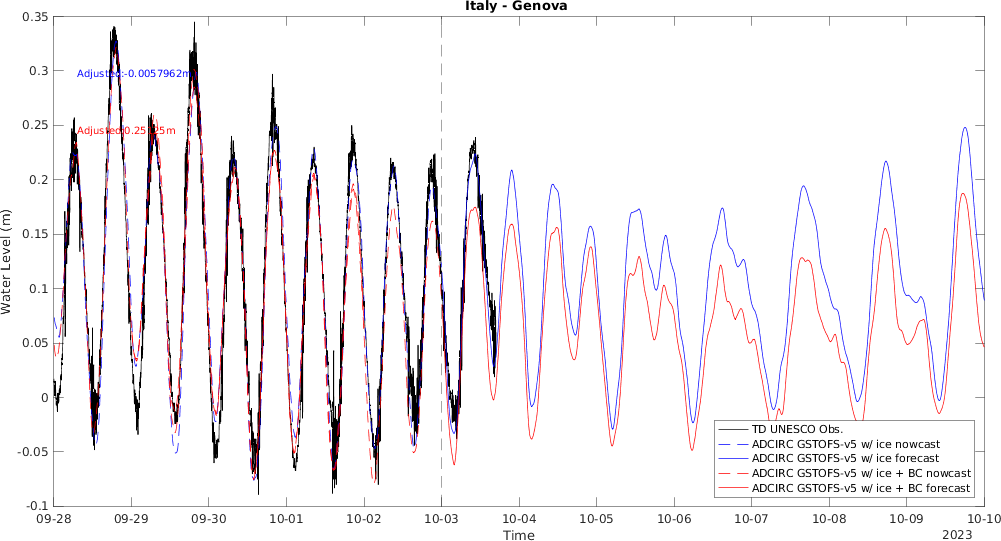 Italy - Genova
0.35
0.3
0.25
0.2
0.15
0.1
0.05
0
-0.05
-0.1
Water Level (m)
Adjusted:-0.0057962m
09-28
09-29
09-30
10-01
10-02
10-03
10-04
10-05
10-06
10-07
10-08
10-09
10-10
Time
2023
TD UNESCO Obs.
ADCIRC GSTOFS-v5 w/ ice nowcast
ADCIRC GSTOFS-v5 w/ ice forecast
ADCIRC GSTOFS-v5 w/ ice + BC nowcast
ADCIRC GSTOFS-v5 w/ ice + BC forecast